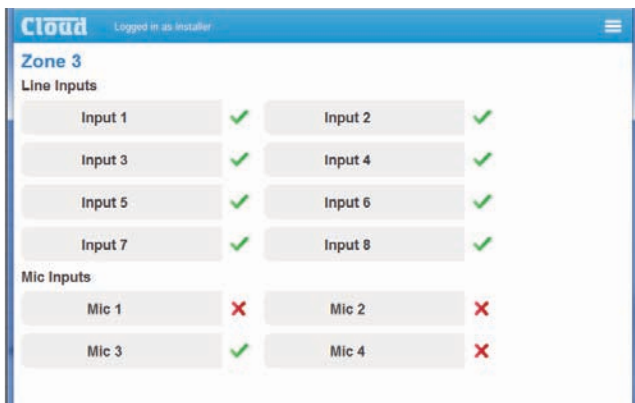 Cloud Logged in as Installer
Zone 3
Line Inputs
Input 1 Input 2
Input 3 Input 4
Input 5 Input 6
Input 7 Input 8
Mic Inputs
Mic 1 Mic 2
Mic 3 Mic 4